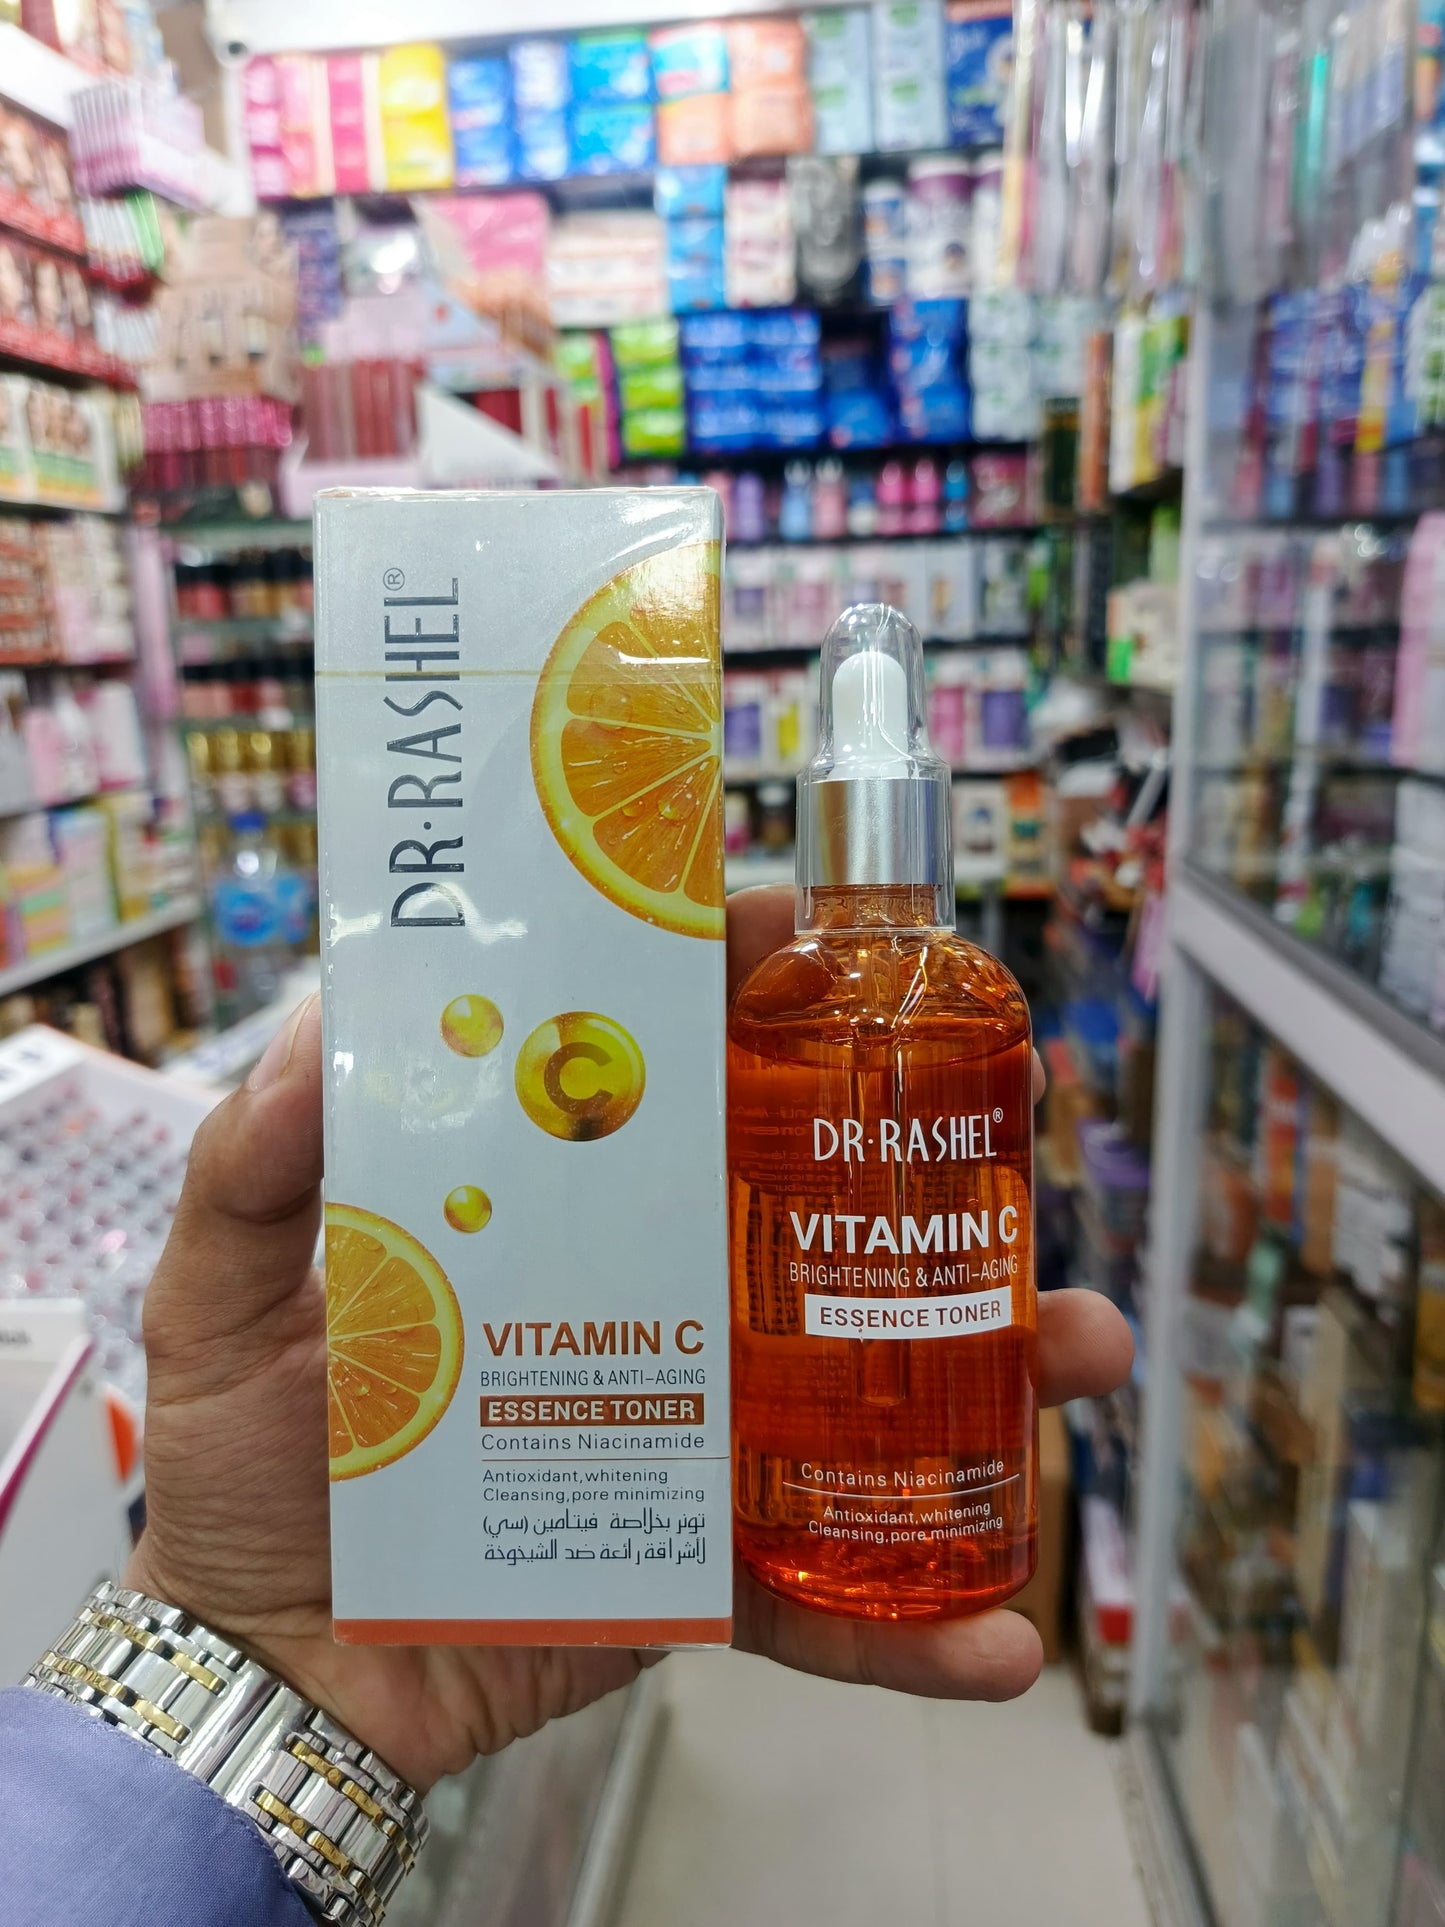 DR·RASHEL®
C
VITAMIN C
BRIGHTENING & ANTI-AGING
ESSENCE TONER
Contains Niacinamide
Antioxidant,whitening
Cleansing,pore minimizing
تونر بخلاصة فيتامين (سي)
لأشراقة رائعة ضد الشيخوخة
DR·RASHEL®
VITAMIN C
BRIGHTENING & ANTI-AGING
ESSENCE TONER
Contains Niacinamide
Antioxidant,whitening
Cleansing,pore minimizing